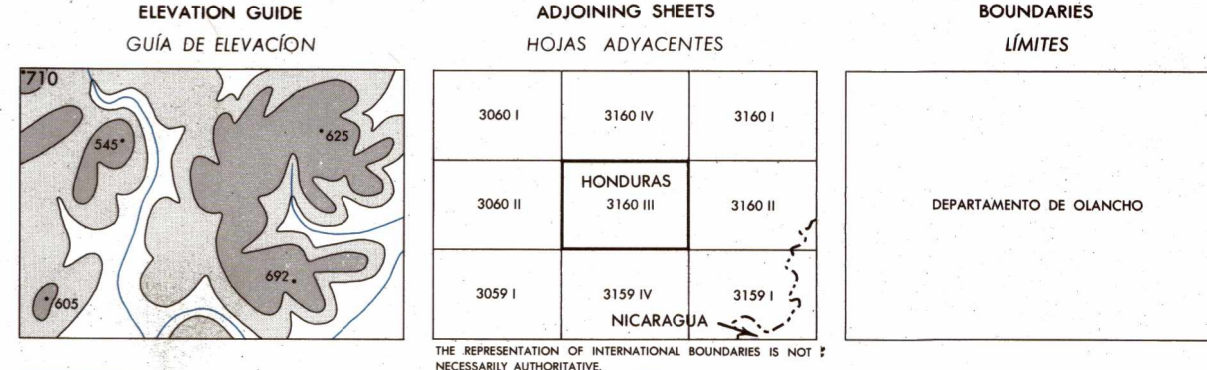 ELEVATION GUIDE
GUÍA DE ELEVACÍON
710
545
625
692
605
ADJOINING SHEETS
HOJAS ADYACENTES
3060 I
3160 IV
3160 I
3060 II
HONDURAS
3160 III
3160 II
3059 I
3159 IV
3159 I
NICARAGUA
THE REPRESENTATION OF INTERNATIONAL BOUNDARIES IS NOT
NECESSARILY AUTHORITATIVE.
BOUNDARIES
LÍMITES
DEPARTAMENTO DE OLANCHO